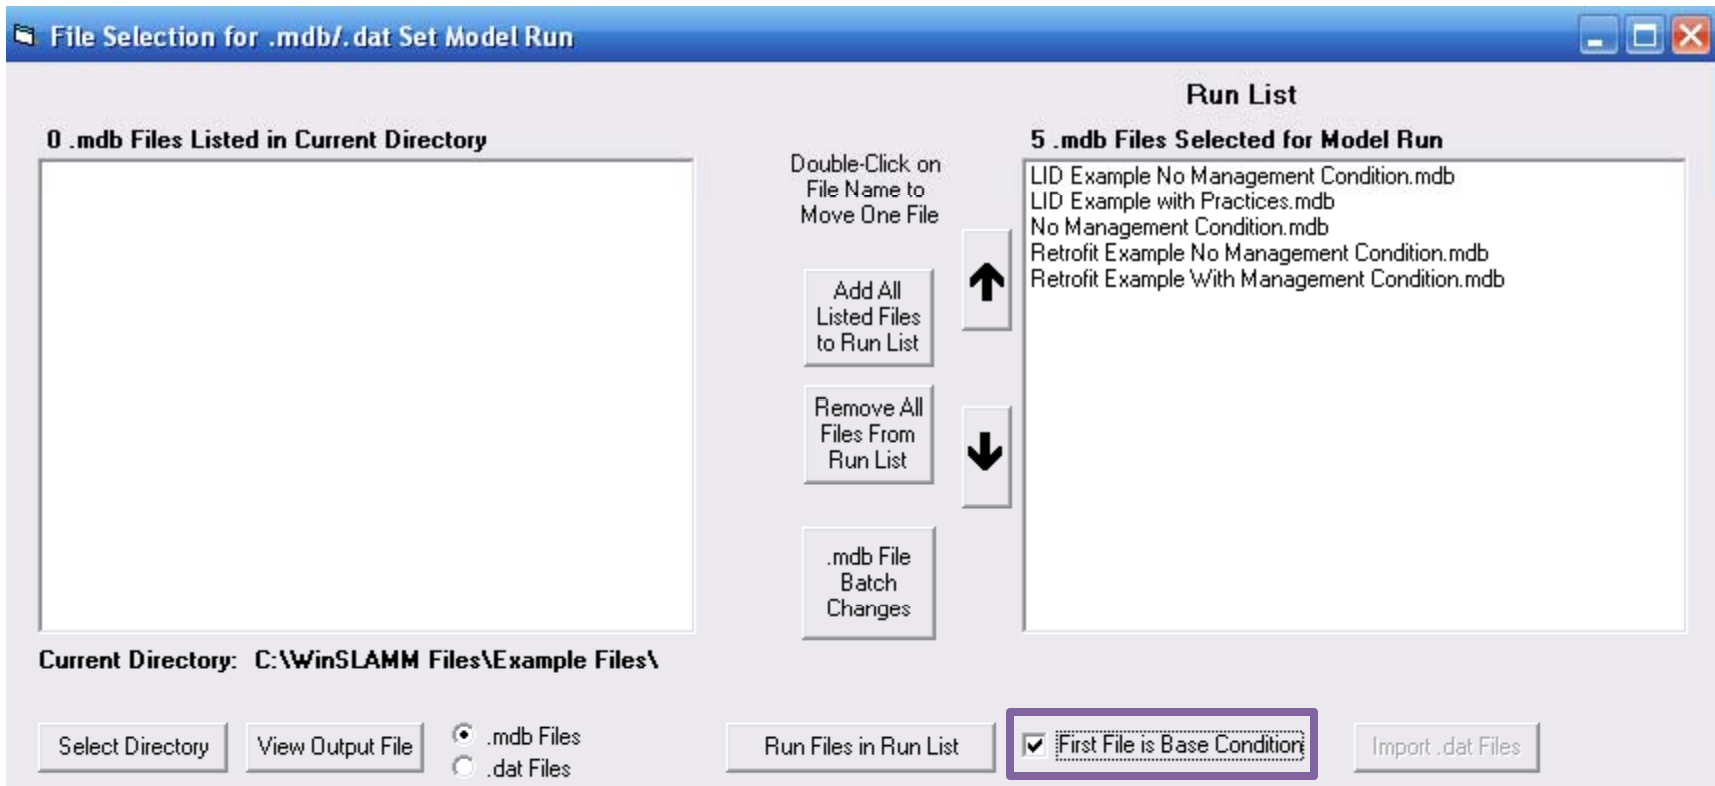 File Selection for .mdb/.dat Set Model Run
Run List
0 .mdb Files Listed in Current Directory
5 .mdb Files Selected for Model Run
Double-Click on
File Name to
Move One File
LID Example No Management Condition.mdb
LID Example with Practices.mdb
No Management Condition.mdb
Retrofit Example No Management Condition.mdb
Retrofit Example With Management Condition.mdb
Add All
Listed Files
to Run List
Remove All
Files From
Run List
.mdb File
Batch
Changes
Current Directory: C:\WinSLAMM Files\Example Files\
Select Directory
View Output File
.mdb Files
.dat Files
Run Files in Run List
First File is Base Condition
Import .dat Files